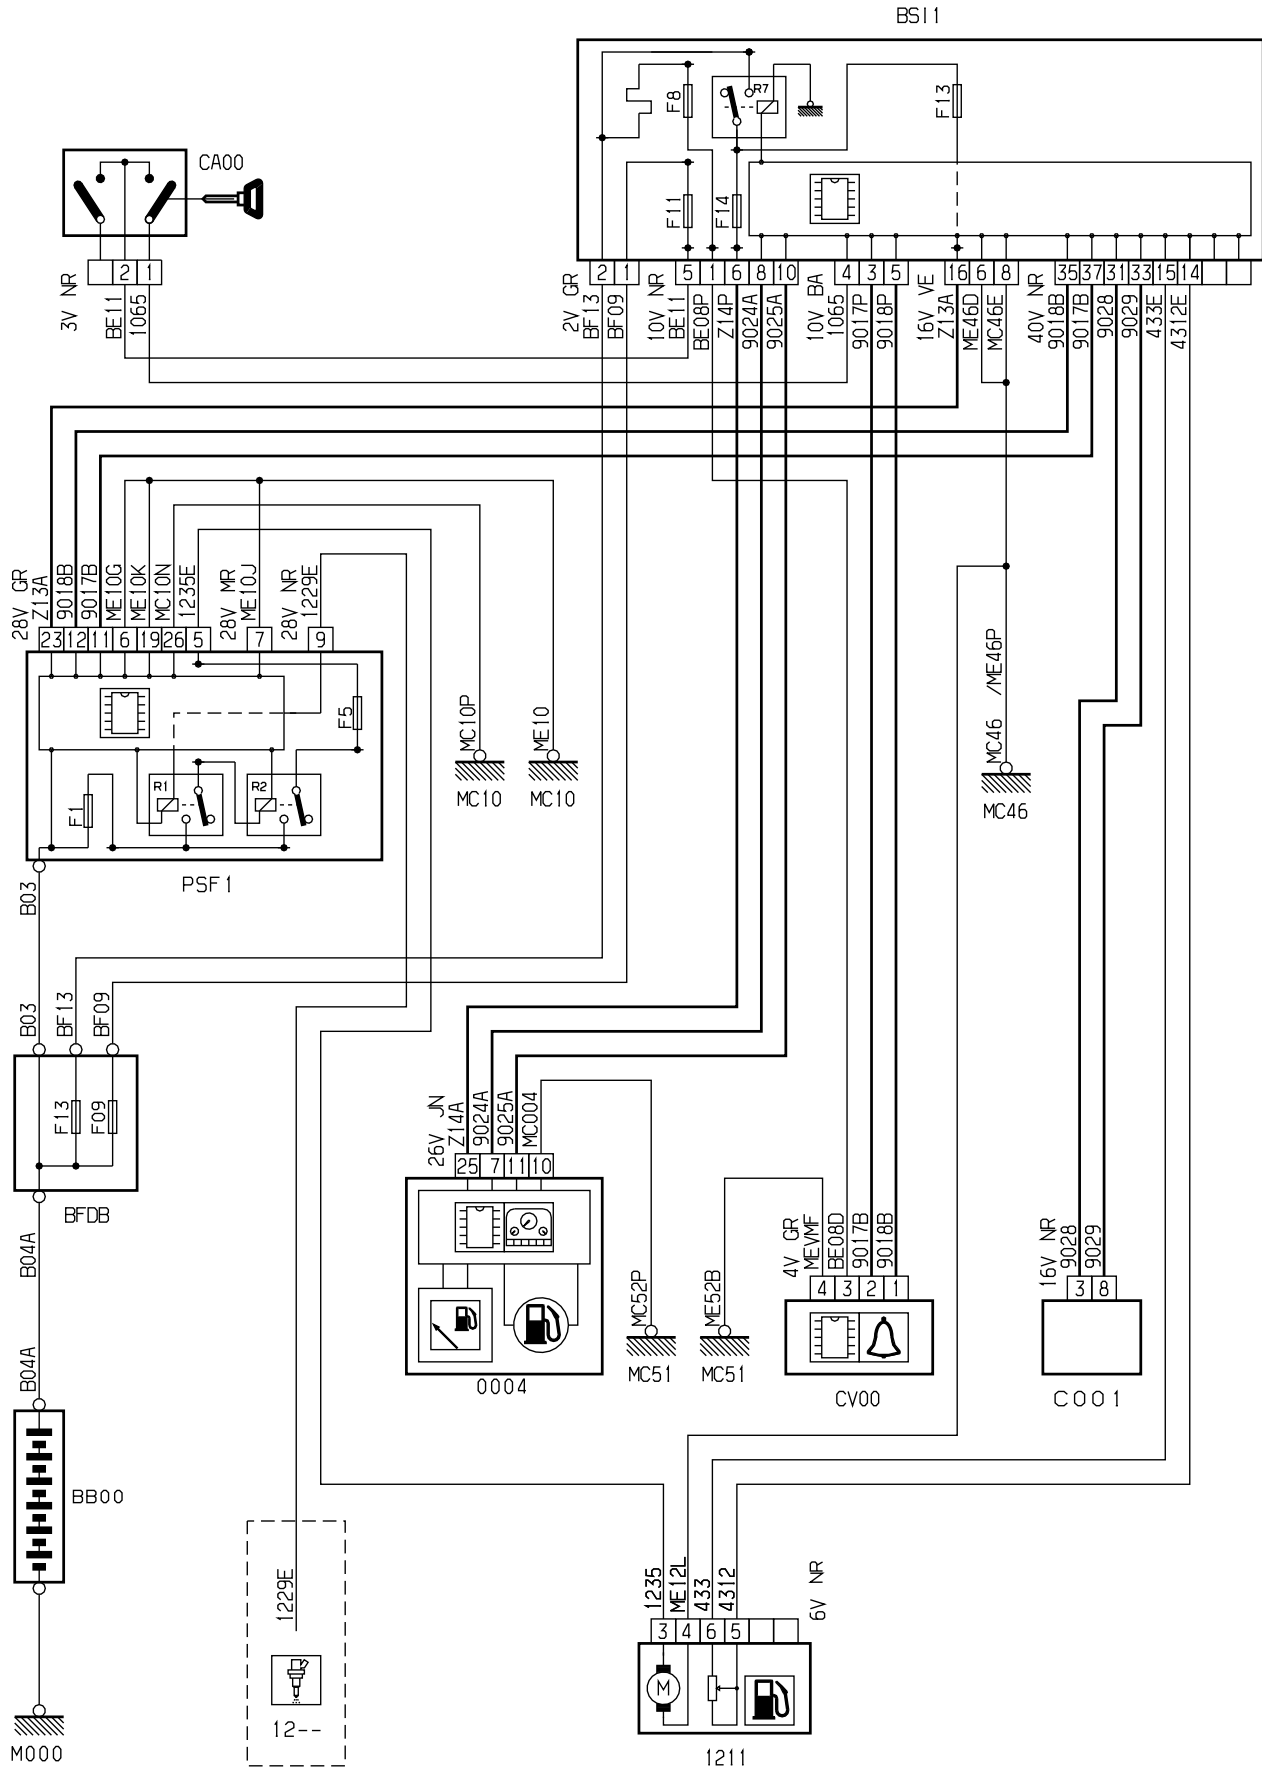 BSI1
F8
R7
F13
CA00
F11
F14
2
1
3V NR
BE11
1065
2
1
5
1
6
8
10
4
3
5
16
6
8
35
37
31
33
15
14
2V GR
BF13
BF09
10V NR
BE11
BE08P
Z14P
9024A
9025A
10V BA
1065
9017P
9018P
16V VE
Z13A
ME46D
MC46E
40V NR
9018B
9017B
9028
9029
433E
4312E
28V GR
Z13A
9018B
9017B
ME10G
ME10K
MC10N
1235E
28V MR
ME10J
28V NR
1229E
23
12
11
6
19
26
5
7
9
F5
R1
R2
F1
PSF1
MC10P
MC10
ME10
MC10
MC46 /ME46P
MC46
B03
B03
BF13
BF09
F13
F09
BFDB
B04A
B04A
26V JN
Z14A
9024A
9025A
MC004
25
7
11
10
0004
MC52P
MC51
ME52B
MC51
4V GR
MEVMF
BE08D
9017B
9018B
4
3
2
1
CV00
16V NR
9028
9029
3
8
C001
BB00
M000
1229E
12--
1235
ME12L
433
4312
6V NR
3
4
6
5
M
1211